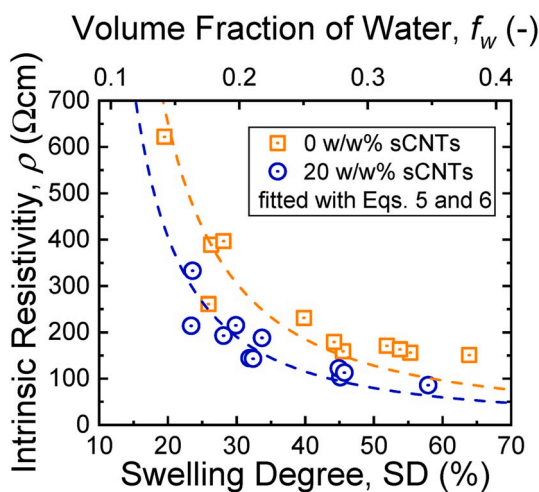 Volume Fraction of Water, f_w (-)
0.1 0.2 0.3 0.4
Intrinsic Resistivitiy, ρ (Ωcm)
700
600
500
400
300
200
100
0
0 w/w% sCNTs
20 w/w% sCNTs
fitted with Eqs. 5 and 6
10 20 30 40 50 60 70
Swelling Degree, SD (%)